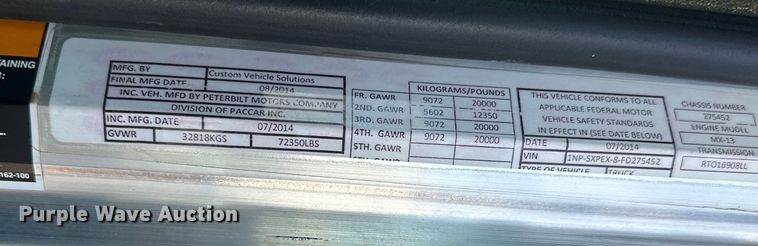 AINING
162-100
MFG. BY Custom Vehicle Solutions
FINAL MFG DATE 08/2014
INC. VEH. MFD BY PETERBILT MOTORS COMPANY
DIVISION OF PACCAR INC.
INC. MFG. DATE 07/2014
GVWR 32818KGS 72350LBS
KILOGRAMS/POUNDS
FR. GAWR 9072 20000
2ND. GAWR 5602 12350
3RD. GAWR 9072 20000
4TH. GAWR 9072 20000
5TH. GAWR
THIS VEHICLE CONFORMS TO ALL
APPLICABLE FEDERAL MOTOR
VEHICLE SAFETY STANDARDS
IN EFFECT IN (SEE DATE BELOW)
DATE 07/2014
VIN 1NP-SXPEX-8-FD275452
TYPE OF VEHICLE TRUCK
CHASSIS NUMBER
275452
ENGINE MODEL
MX-13
TRANSMISSION
RTO16908LL
Purple Wave Auction